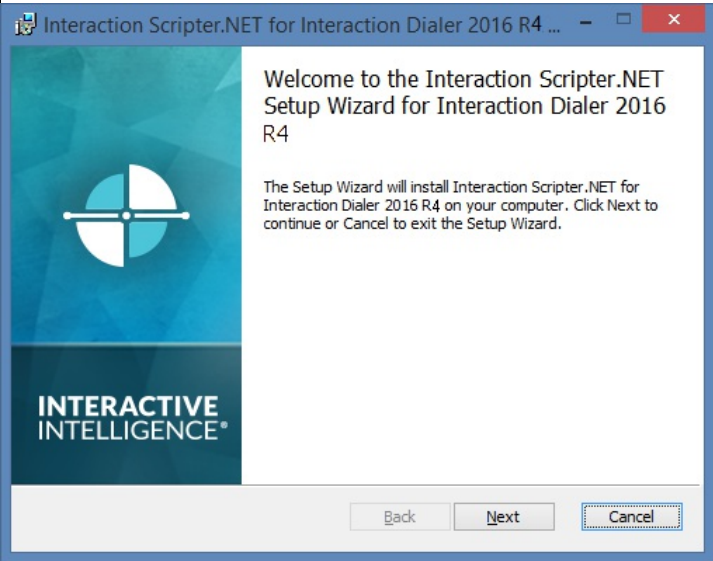 Interaction Scripter.NET for Interaction Dialer 2016 R4 ...
Welcome to the Interaction Scripter.NET
Setup Wizard for Interaction Dialer 2016
R4
The Setup Wizard will install Interaction Scripter.NET for
Interaction Dialer 2016 R4 on your computer. Click Next to
continue or Cancel to exit the Setup Wizard.
INTERACTIVE
INTELLIGENCE®
Back Next Cancel